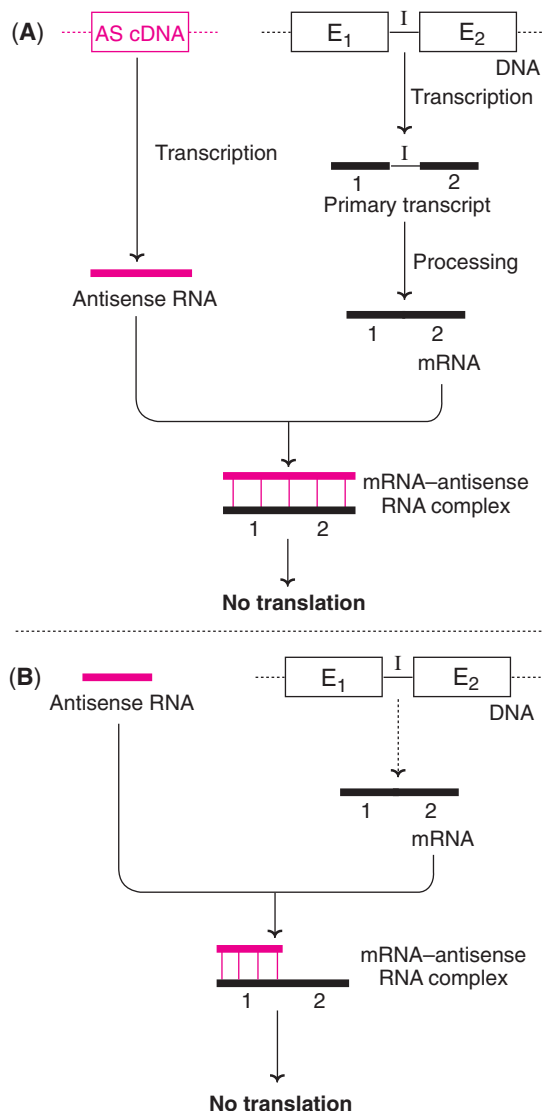 (A)
AS cDNA
E1 I E2
DNA
Transcription
Transcription
I
1 2
Primary transcript
Processing
Antisense RNA
1 2
mRNA
mRNA–antisense
RNA complex
1 2
No translation
(B)
Antisense RNA
E1 I E2
DNA
1 2
mRNA
mRNA–antisense
RNA complex
1 2
No translation